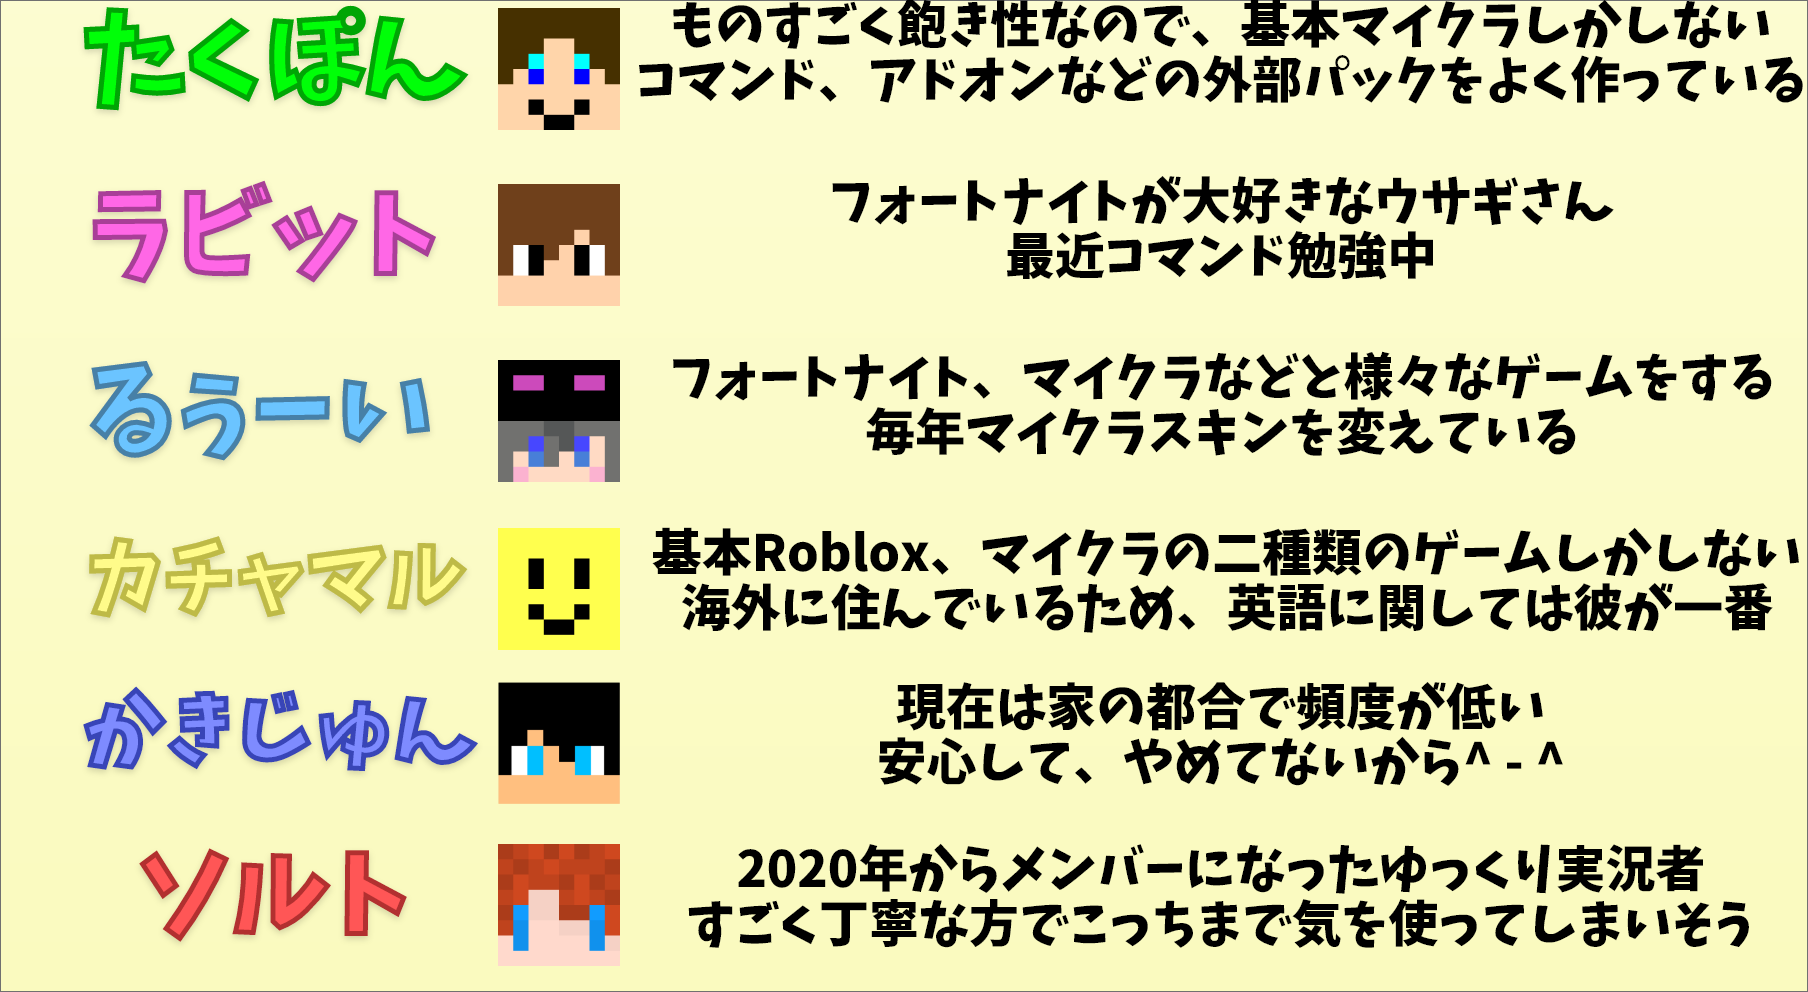 たくぽん
ものすごく飽き性なので、基本マイクラしかしない
コマンド、アドオンなどの外部パックをよく作っている
ラビット
フォートナイトが大好きなウサギさん
最近コマンド勉強中
るぅーい
フォートナイト、マイクラなどと様々なゲームをする
毎年マイクラスキンを変えている
カチャマル
基本Roblox、マイクラの二種類のゲームしかしない
海外に住んでいるため、英語に関しては彼が一番
かきじゅん
現在は家の都合で頻度が低い
安心して、やめてないから^ - ^
ソルト
2020年からメンバーになったゆっくり実況者
すごく丁寧な方でこっちまで気を使ってしまいそう